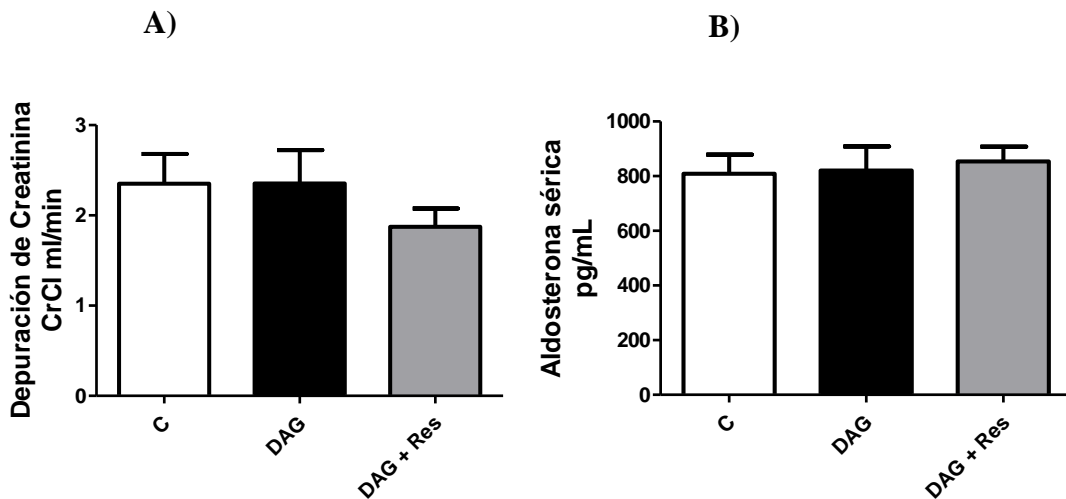 A)
Depuración de Creatinina
CrCl ml/min
3
2
1
0
C
DAG
DAG + Res
B)
Aldosterona sérica
pg/mL
1000
800
600
400
200
0
C
DAG
DAG + Res